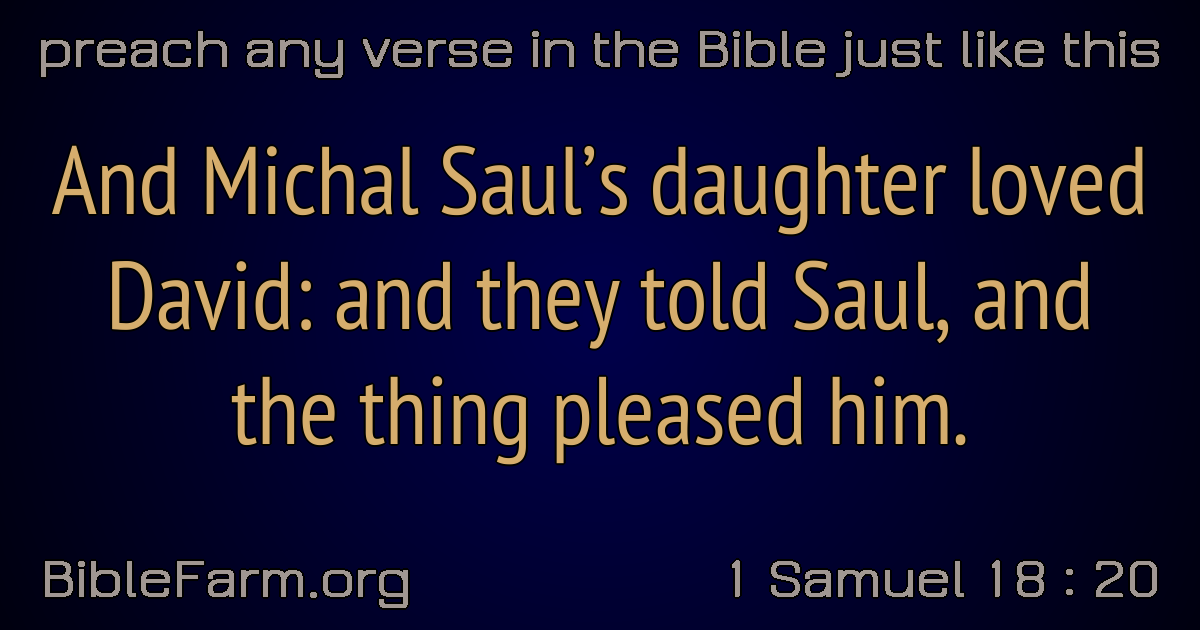 preach any verse in the Bible just like this
And Michal Saul’s daughter loved
David: and they told Saul, and
the thing pleased him.
BibleFarm.org
1 Samuel 18 : 20